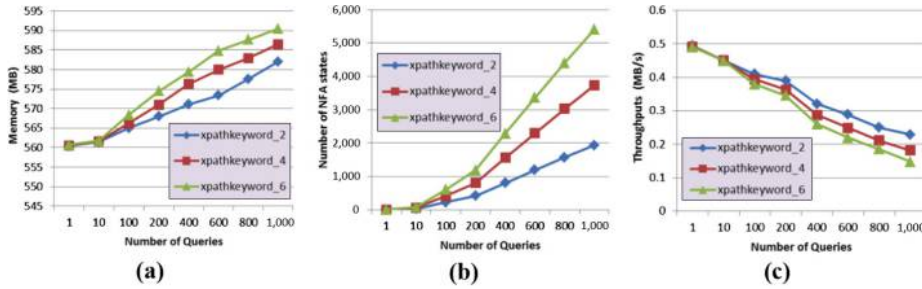 595
590
585
580
575
570
565
560
555
550
545
Memory (MB)
xpathkeyword_2
xpathkeyword_4
xpathkeyword_6
1 10 100 200 400 600 800 1,000
Number of Queries
(a)
6,000
5,000
4,000
3,000
2,000
1,000
0
Number of NFA states
xpathkeyword_2
xpathkeyword_4
xpathkeyword_6
1 10 100 200 400 600 800 1,000
Number of Queries
(b)
0.6
0.5
0.4
0.3
0.2
0.1
0
Throughputs (MB/s)
xpathkeyword_2
xpathkeyword_4
xpathkeyword_6
1 10 100 200 400 600 800 1,000
Number of Queries
(c)